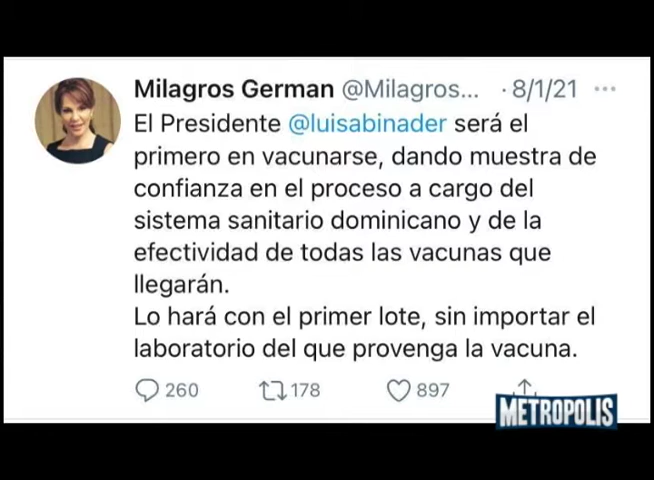 Milagros German @Milagros... · 8/1/21 ...
El Presidente @luisabinader será el
primero en vacunarse, dando muestra de
confianza en el proceso a cargo del
sistema sanitario dominicano y de la
efectividad de todas las vacunas que
llegarán.
Lo hará con el primer lote, sin importar el
laboratorio del que provenga la vacuna.
260 178 897
METROPOLIS